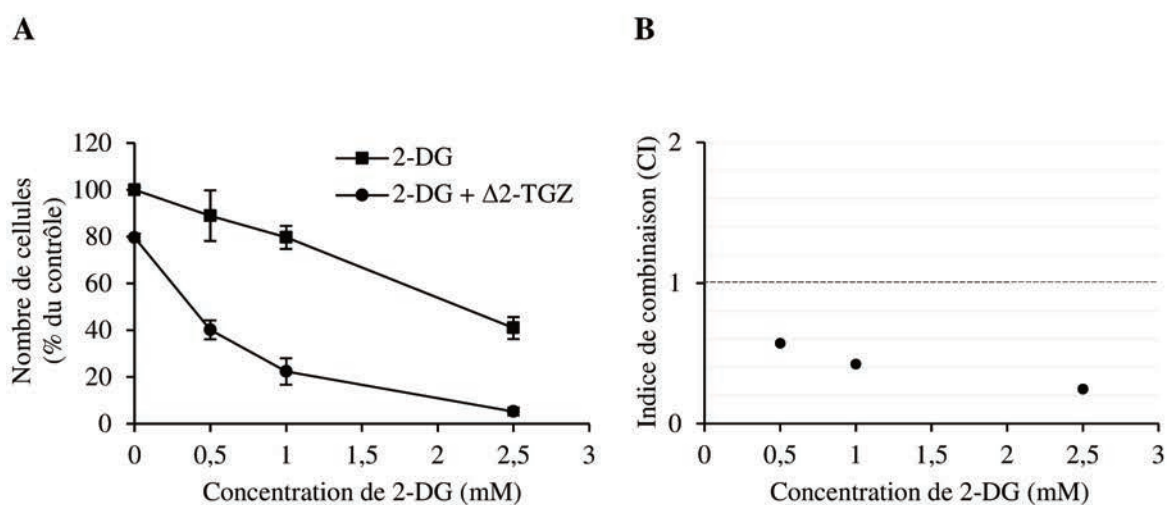 A
Nombre de cellules
(% du contrôle)
120
100
80
60
40
20
0
2-DG
2-DG + Δ2-TGZ
0 0,5 1 1,5 2 2,5 3
Concentration de 2-DG (mM)
B
Indice de combinaison (CI)
2
1
0
0 0,5 1 1,5 2 2,5 3
Concentration de 2-DG (mM)